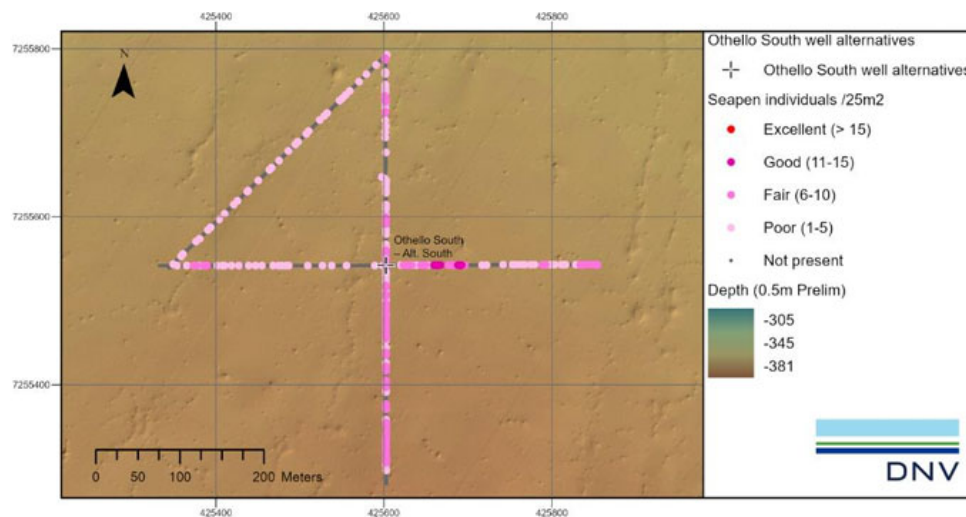 425400 425600 425800
Othello South well alternatives
7255800
N
Othello South well alternatives
Seapen individuals /25m2
Excellent (> 15)
Good (11-15)
Fair (6-10)
7255600
Poor (1-5)
Othello South
– Alt. South
Not present
Depth (0.5m Prelim)
-305
-345
-381
7255400
0 50 100 200 Meters
DNV
425400 425600 425800